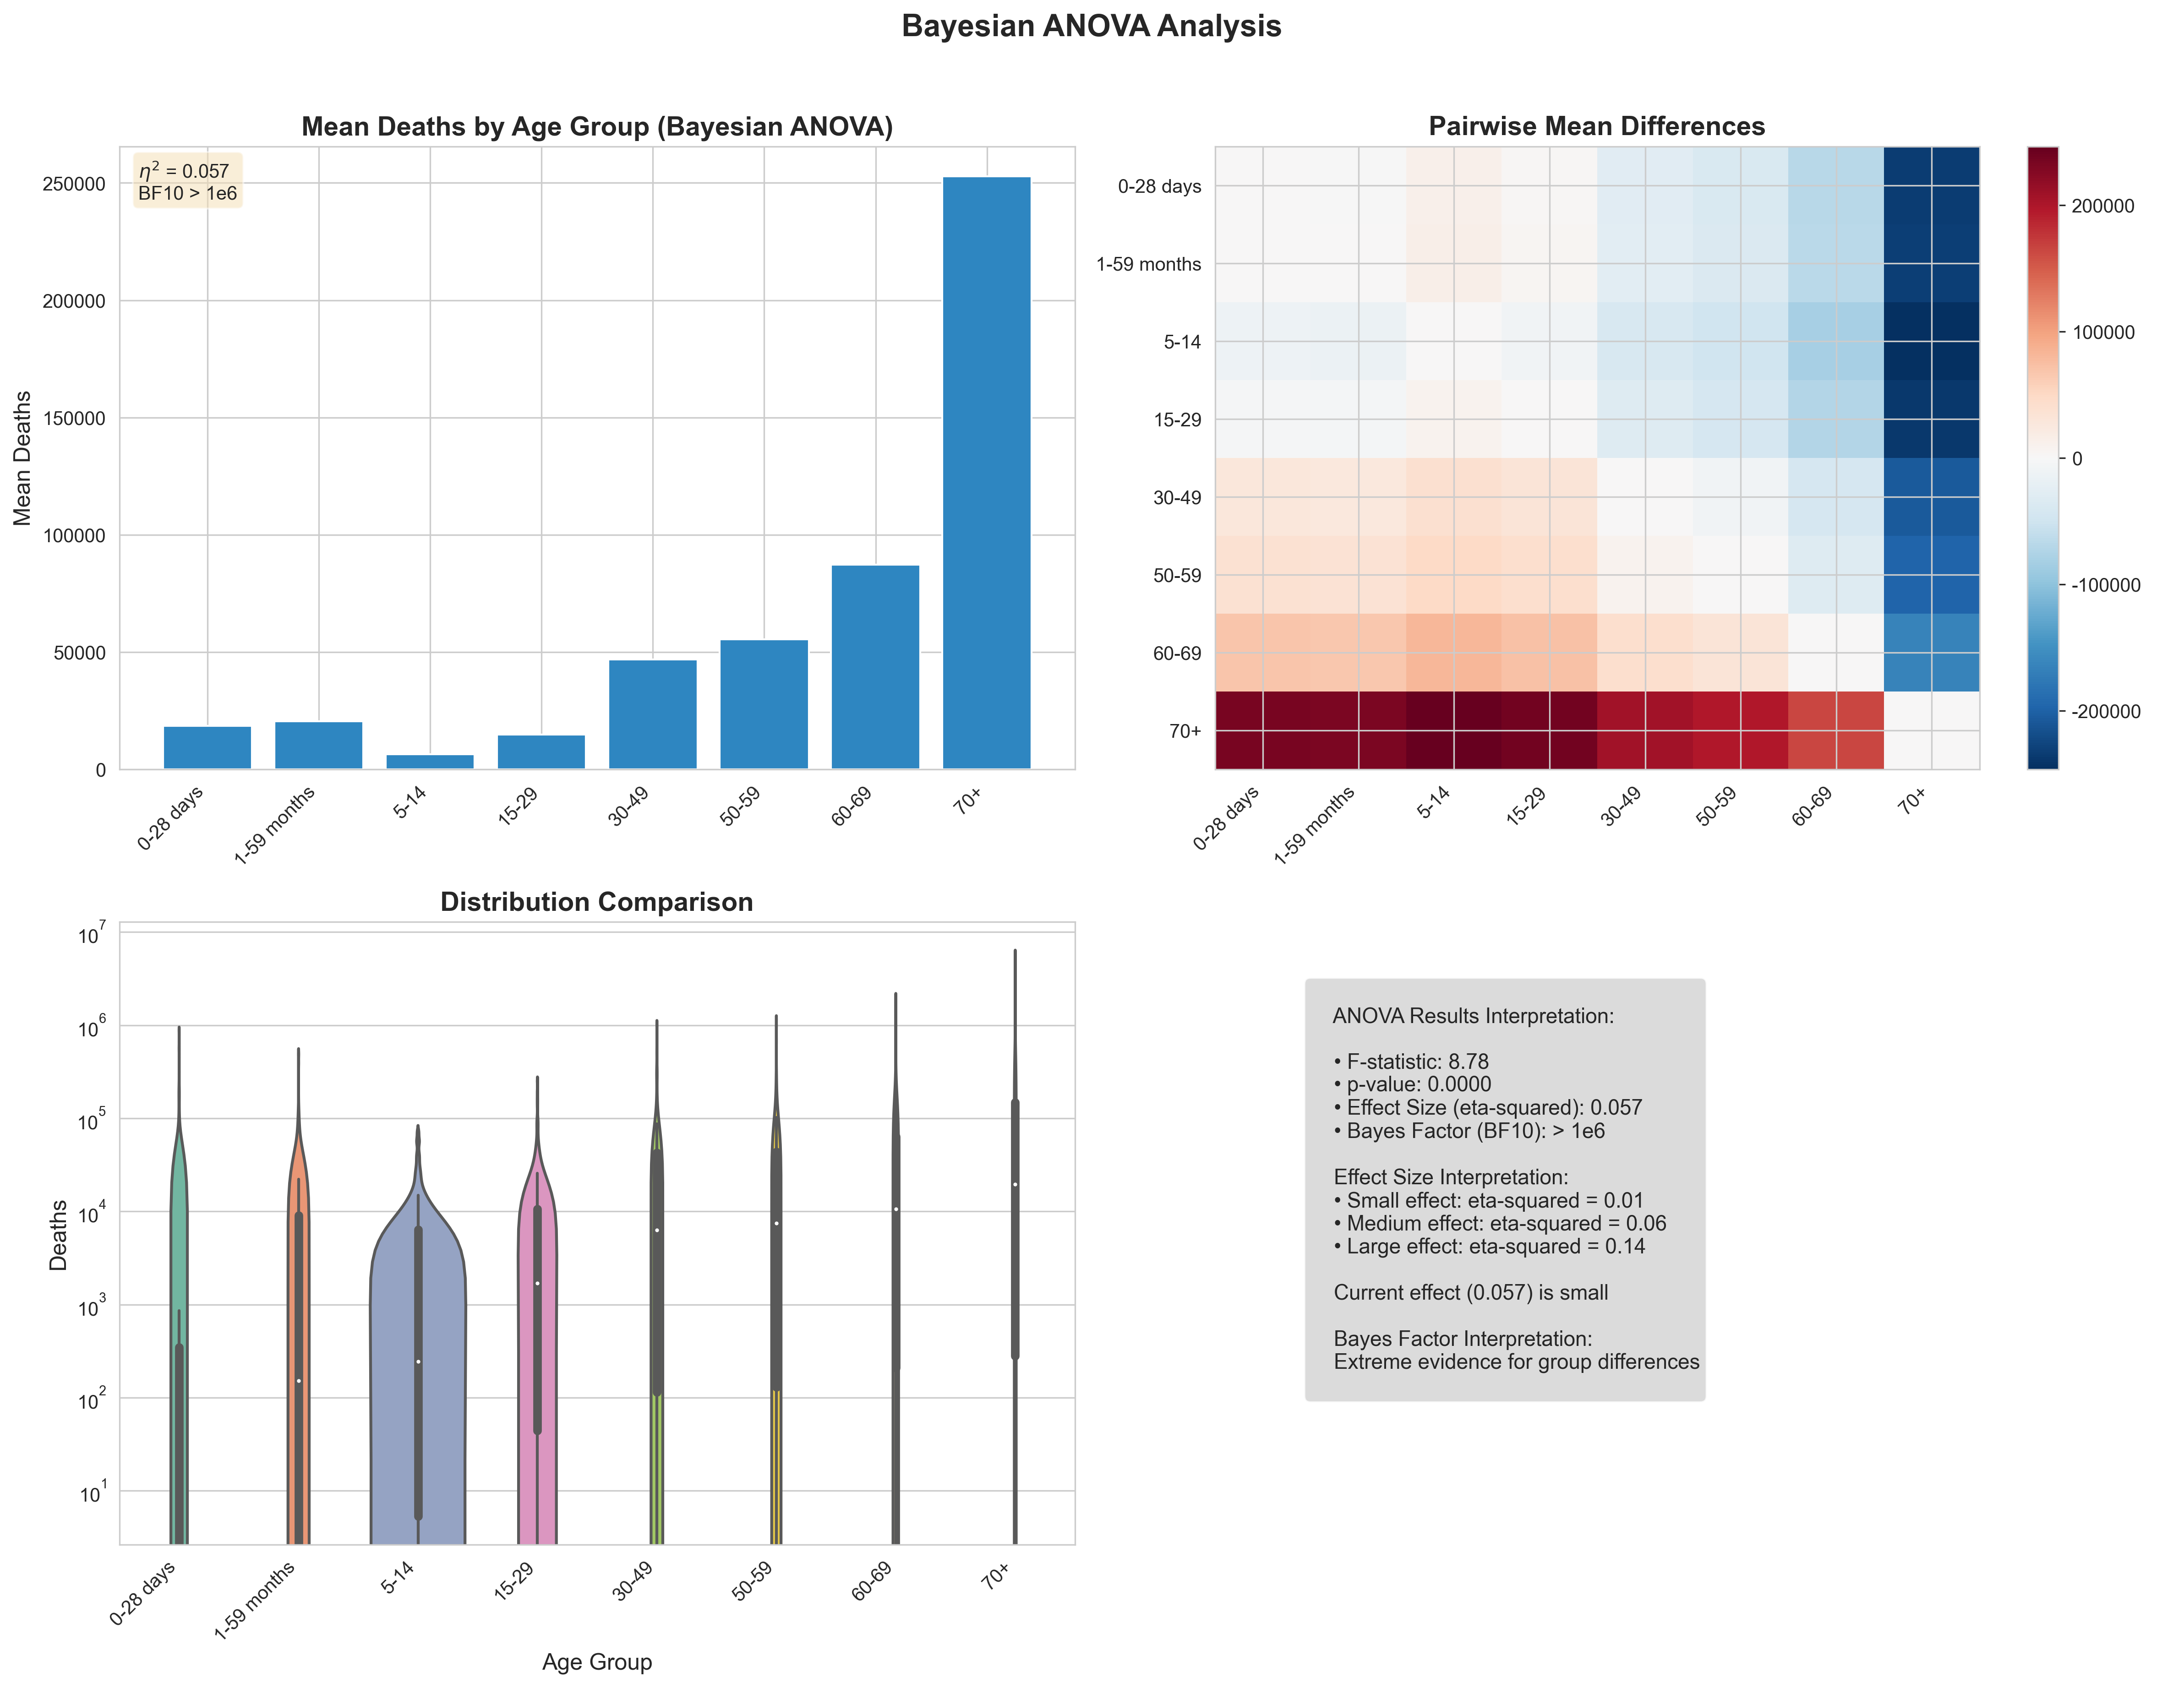 Bayesian ANOVA Analysis
Mean Deaths by Age Group (Bayesian ANOVA)
η² = 0.057
BF10 > 1e6
Mean Deaths
250000
200000
150000
100000
50000
0
0-28 days
1-59 months
5-14
15-29
30-49
50-59
60-69
70+
Pairwise Mean Differences
0-28 days
1-59 months
5-14
15-29
30-49
50-59
60-69
70+
0-28 days
1-59 months
5-14
15-29
30-49
50-59
60-69
70+
200000
100000
0
-100000
-200000
Distribution Comparison
Deaths
10⁷
10⁶
10⁵
10⁴
10³
10²
10¹
0-28 days
1-59 months
5-14
15-29
30-49
50-59
60-69
70+
Age Group
ANOVA Results Interpretation:
• F-statistic: 8.78
• p-value: 0.0000
• Effect Size (eta-squared): 0.057
• Bayes Factor (BF10): > 1e6
Effect Size Interpretation:
• Small effect: eta-squared = 0.01
• Medium effect: eta-squared = 0.06
• Large effect: eta-squared = 0.14
Current effect (0.057) is small
Bayes Factor Interpretation:
Extreme evidence for group differences